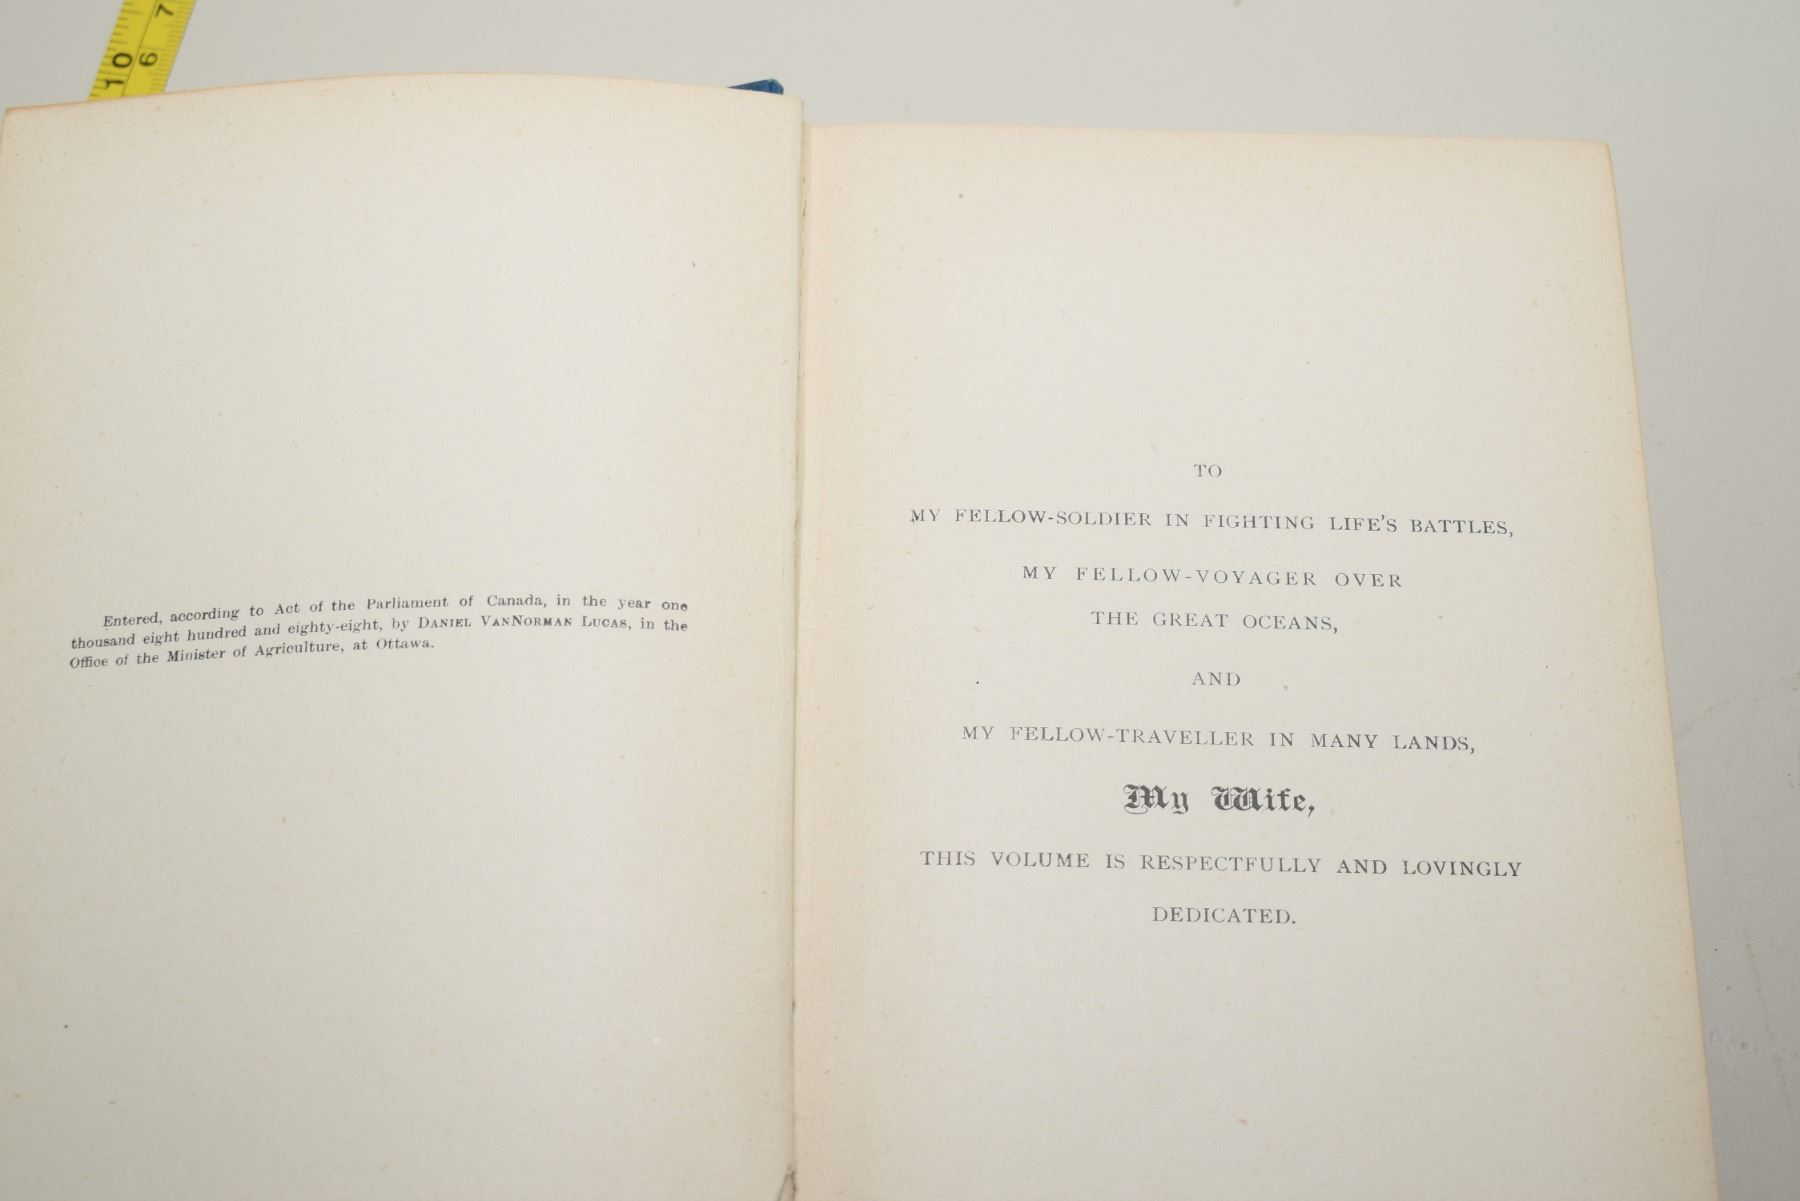 10
6
7
Entered, according to Act of the Parliament of Canada, in the year one
thousand eight hundred and eighty-eight, by DANIEL VANNORMAN LUCAS, in the
Office of the Minister of Agriculture, at Ottawa.
TO
MY FELLOW-SOLDIER IN FIGHTING LIFE'S BATTLES,
MY FELLOW-VOYAGER OVER
THE GREAT OCEANS,
AND
MY FELLOW-TRAVELLER IN MANY LANDS,
My Wife,
THIS VOLUME IS RESPECTFULLY AND LOVINGLY
DEDICATED.